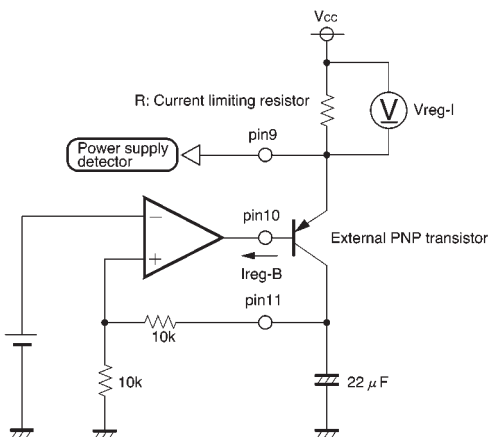 Vcc
R: Current limiting resistor
V
Vreg-I
pin9
Power supply
detector
pin10
−
+
External PNP transistor
Ireg-B
pin11
10k
10k
22 μF